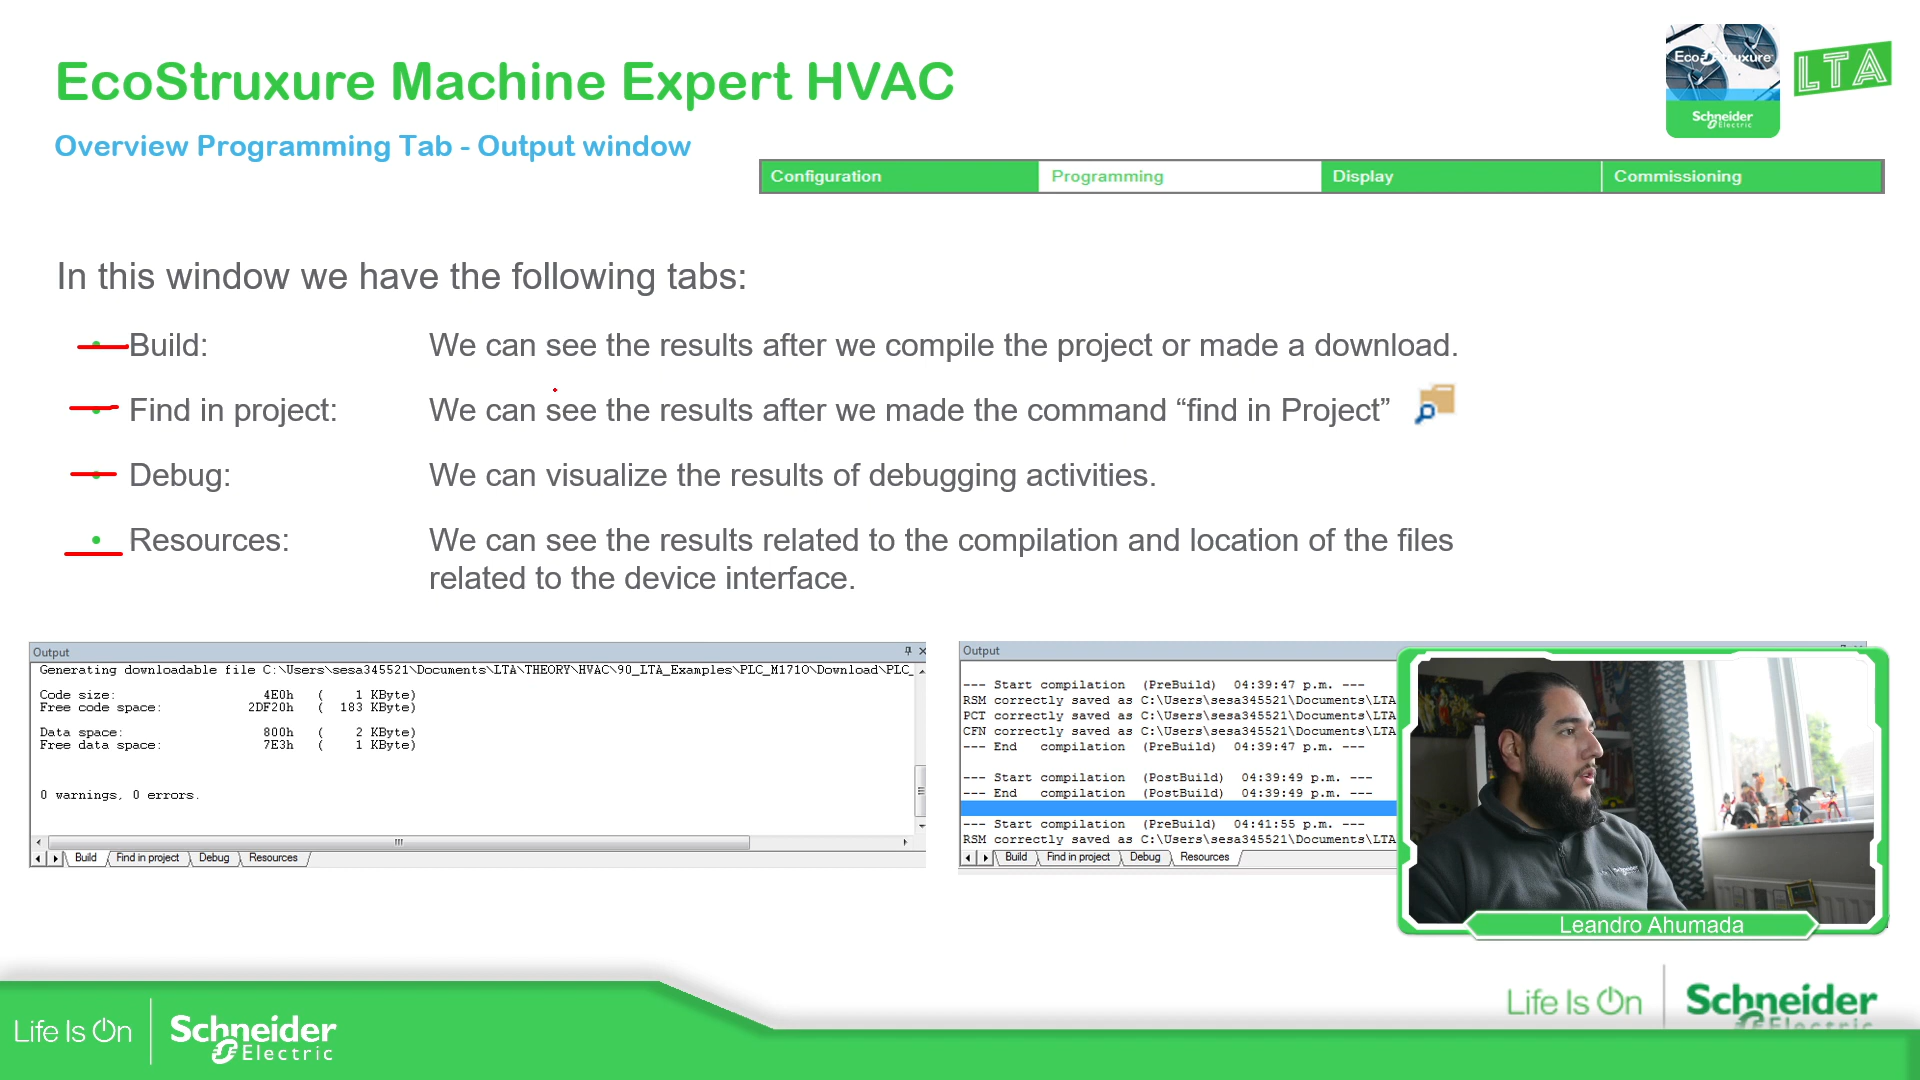 EcoStruxure Machine Expert HVAC
Overview Programming Tab - Output window
Schneider
Electric
LTA
Configuration Programming Display Commissioning
In this window we have the following tabs:
Build: We can see the results after we compile the project or made a download.
Find in project: We can see the results after we made the command “find in Project”
Debug: We can visualize the results of debugging activities.
Resources: We can see the results related to the compilation and location of the files
related to the device interface.
Output
Generating downloadable file C:\Users\sesa345521\Documents\LTA\THEORY\HVAC\90_LTA_Examples\PLC_M171O\Download\PLC_
Code size: 4E0h ( 1 KByte)
Free code space: 2DF20h ( 183 KByte)
Data space: 800h ( 2 KByte)
Free data space: 7E3h ( 1 KByte)
0 warnings, 0 errors.
Build Find in project Debug Resources
Output
--- Start compilation (PreBuild) 04:39:47 p.m. ---
RSM correctly saved as C:\Users\sesa345521\Documents\LTA
PCT correctly saved as C:\Users\sesa345521\Documents\LTA
CFN correctly saved as C:\Users\sesa345521\Documents\LTA
--- End compilation (PreBuild) 04:39:47 p.m. ---
--- Start compilation (PostBuild) 04:39:49 p.m. ---
--- End compilation (PostBuild) 04:39:49 p.m. ---
--- Start compilation (PreBuild) 04:41:55 p.m. ---
RSM correctly saved as C:\Users\sesa345521\Documents\LTA
Build Find in project Debug Resources
Leandro Ahumada
Life Is On Schneider
Electric
Life Is On Schneider
Electric